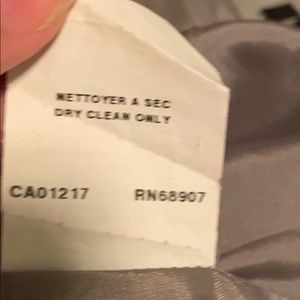 NETTOYER A SEC
DRY CLEAN ONLY
CA01217 RN68907